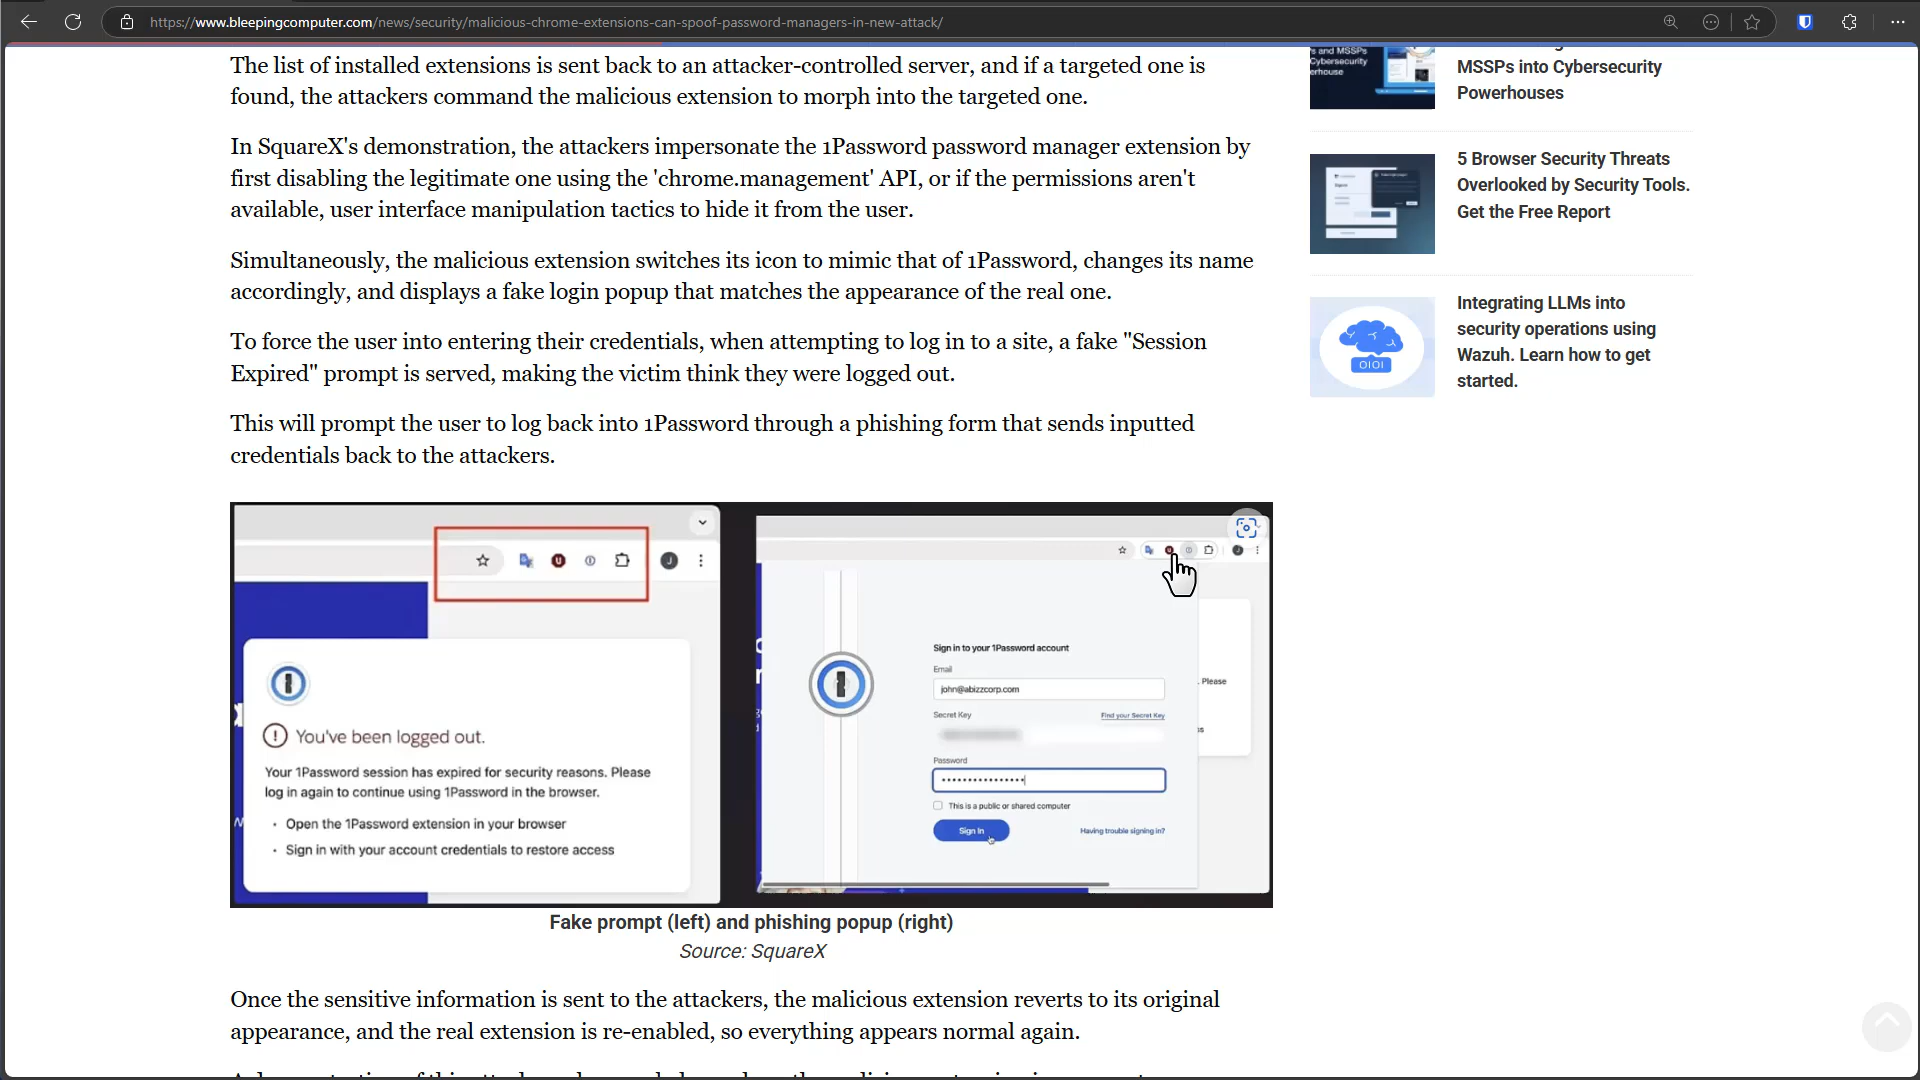 https://www.bleepingcomputer.com/news/security/malicious-chrome-extensions-can-spoof-password-managers-in-new-attack/
The list of installed extensions is sent back to an attacker-controlled server, and if a targeted one is
found, the attackers command the malicious extension to morph into the targeted one.
In SquareX's demonstration, the attackers impersonate the 1Password password manager extension by
first disabling the legitimate one using the 'chrome.management' API, or if the permissions aren't
available, user interface manipulation tactics to hide it from the user.
Simultaneously, the malicious extension switches its icon to mimic that of 1Password, changes its name
accordingly, and displays a fake login popup that matches the appearance of the real one.
To force the user into entering their credentials, when attempting to log in to a site, a fake "Session
Expired" prompt is served, making the victim think they were logged out.
This will prompt the user to log back into 1Password through a phishing form that sends inputted
credentials back to the attackers.
J
You've been logged out.
Your 1Password session has expired for security reasons. Please
log in again to continue using 1Password in the browser.
· Open the 1Password extension in your browser
· Sign in with your account credentials to restore access
Sign in to your 1Password account
Email
john@abizzcorp.com
Secret Key
Find your Secret Key
Password
This is a public or shared computer
Sign in
Having trouble signing in?
. Please
Fake prompt (left) and phishing popup (right)
Source: SquareX
Once the sensitive information is sent to the attackers, the malicious extension reverts to its original
appearance, and the real extension is re-enabled, so everything appears normal again.
s and MSSPs
Cybersecurity
erhouse
MSSPs into Cybersecurity
Powerhouses
5 Browser Security Threats
Overlooked by Security Tools.
Get the Free Report
OIOI
Integrating LLMs into
security operations using
Wazuh. Learn how to get
started.